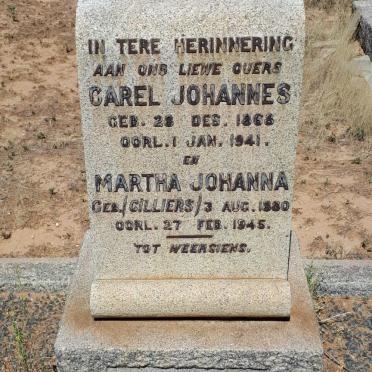 IN TERE HERINNERING
AAN ONS LIEWE OUERS
CAREL JOHANNES
GEB. 28 DES. 1868
OORL. 1 JAN. 1941.
EN
MARTHA JOHANNA
GEB. /CILLIERS/ 3 AUG. 1880
OORL. 27 FEB. 1945.
TOT WEERSIENS.